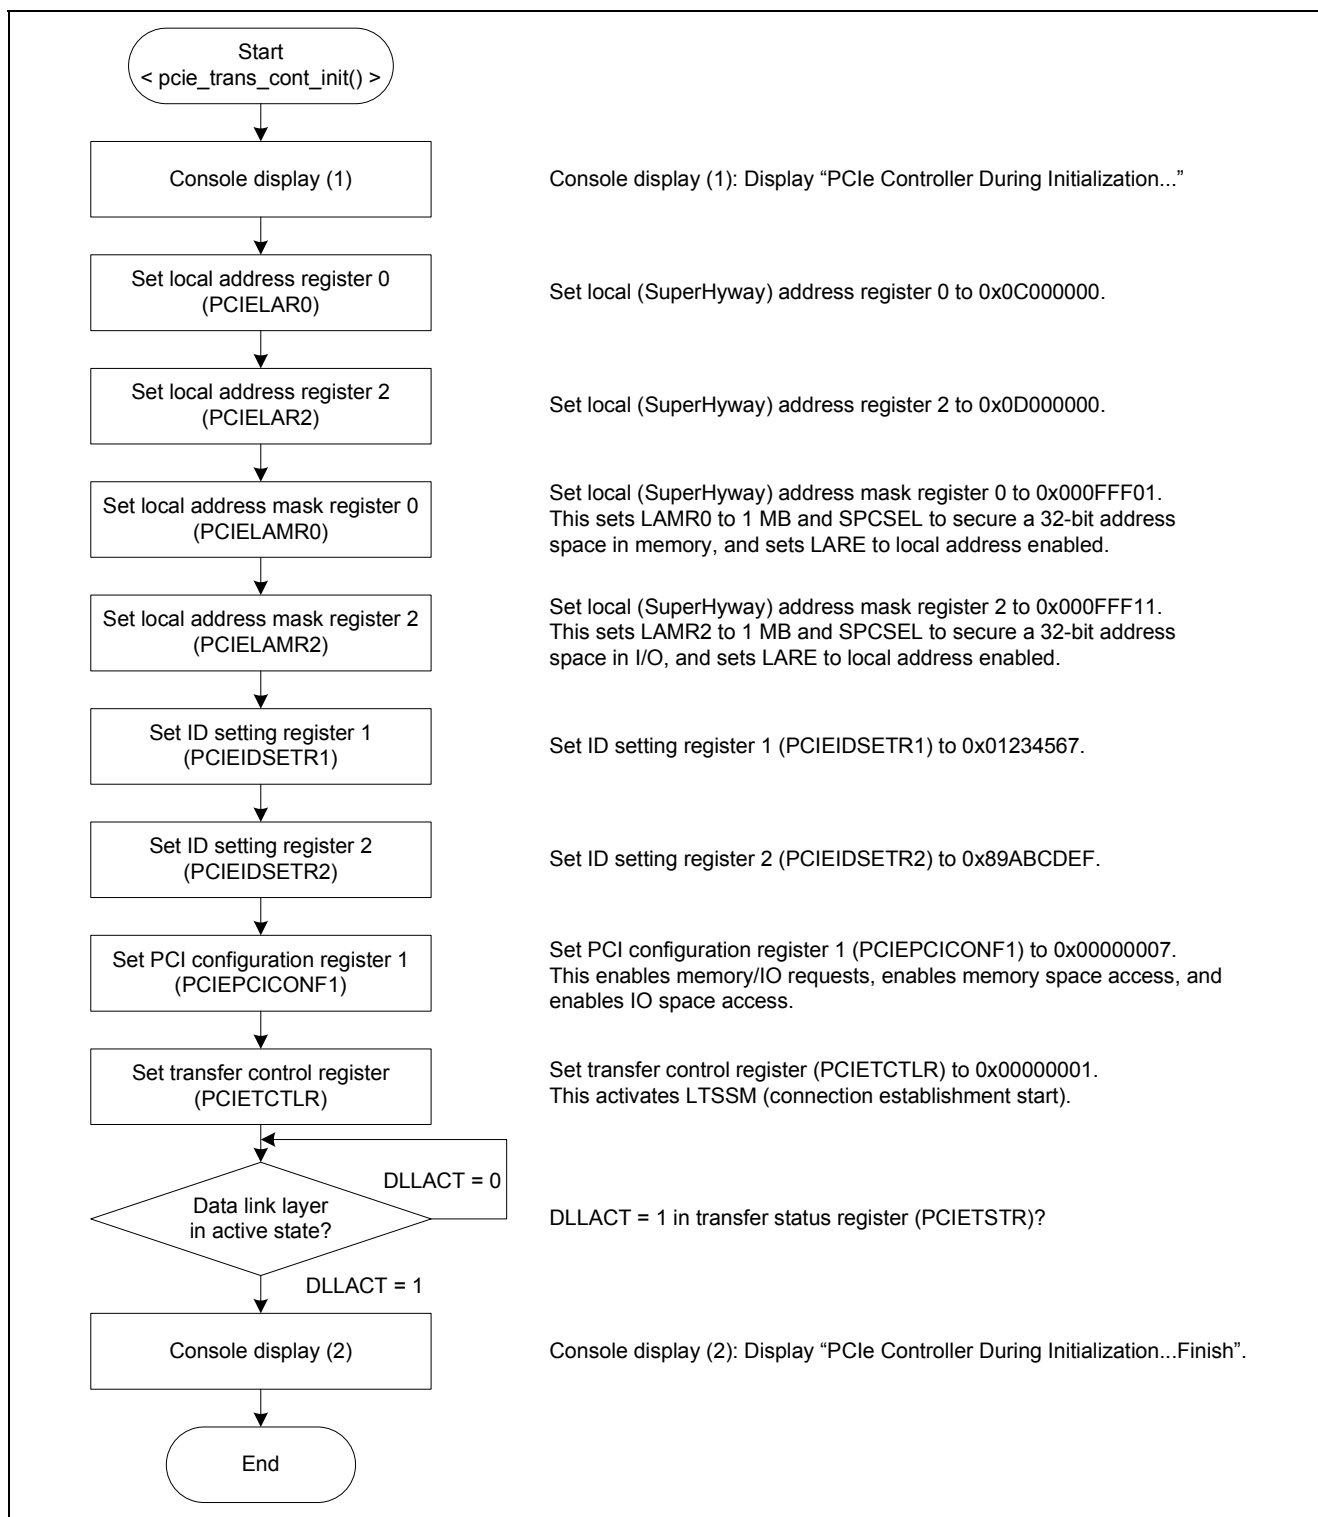 Start
< pcie_trans_cont_init() >
Console display (1)
Console display (1): Display “PCIe Controller During Initialization...”
Set local address register 0
(PCIELAR0)
Set local (SuperHyway) address register 0 to 0x0C000000.
Set local address register 2
(PCIELAR2)
Set local (SuperHyway) address register 2 to 0x0D000000.
Set local address mask register 0
(PCIELAMR0)
Set local (SuperHyway) address mask register 0 to 0x000FFF01.
This sets LAMR0 to 1 MB and SPCSEL to secure a 32-bit address
space in memory, and sets LARE to local address enabled.
Set local address mask register 2
(PCIELAMR2)
Set local (SuperHyway) address mask register 2 to 0x000FFF11.
This sets LAMR2 to 1 MB and SPCSEL to secure a 32-bit address
space in I/O, and sets LARE to local address enabled.
Set ID setting register 1
(PCIEIDSETR1)
Set ID setting register 1 (PCIEIDSETR1) to 0x01234567.
Set ID setting register 2
(PCIEIDSETR2)
Set ID setting register 2 (PCIEIDSETR2) to 0x89ABCDEF.
Set PCI configuration register 1
(PCIEPCICONF1)
Set PCI configuration register 1 (PCIEPCICONF1) to 0x00000007.
This enables memory/IO requests, enables memory space access, and
enables IO space access.
Set transfer control register
(PCIETCTLR)
Set transfer control register (PCIETCTLR) to 0x00000001.
This activates LTSSM (connection establishment start).
DLLACT = 0
Data link layer
in active state?
DLLACT = 1 in transfer status register (PCIETSTR)?
DLLACT = 1
Console display (2)
Console display (2): Display “PCIe Controller During Initialization...Finish”.
End